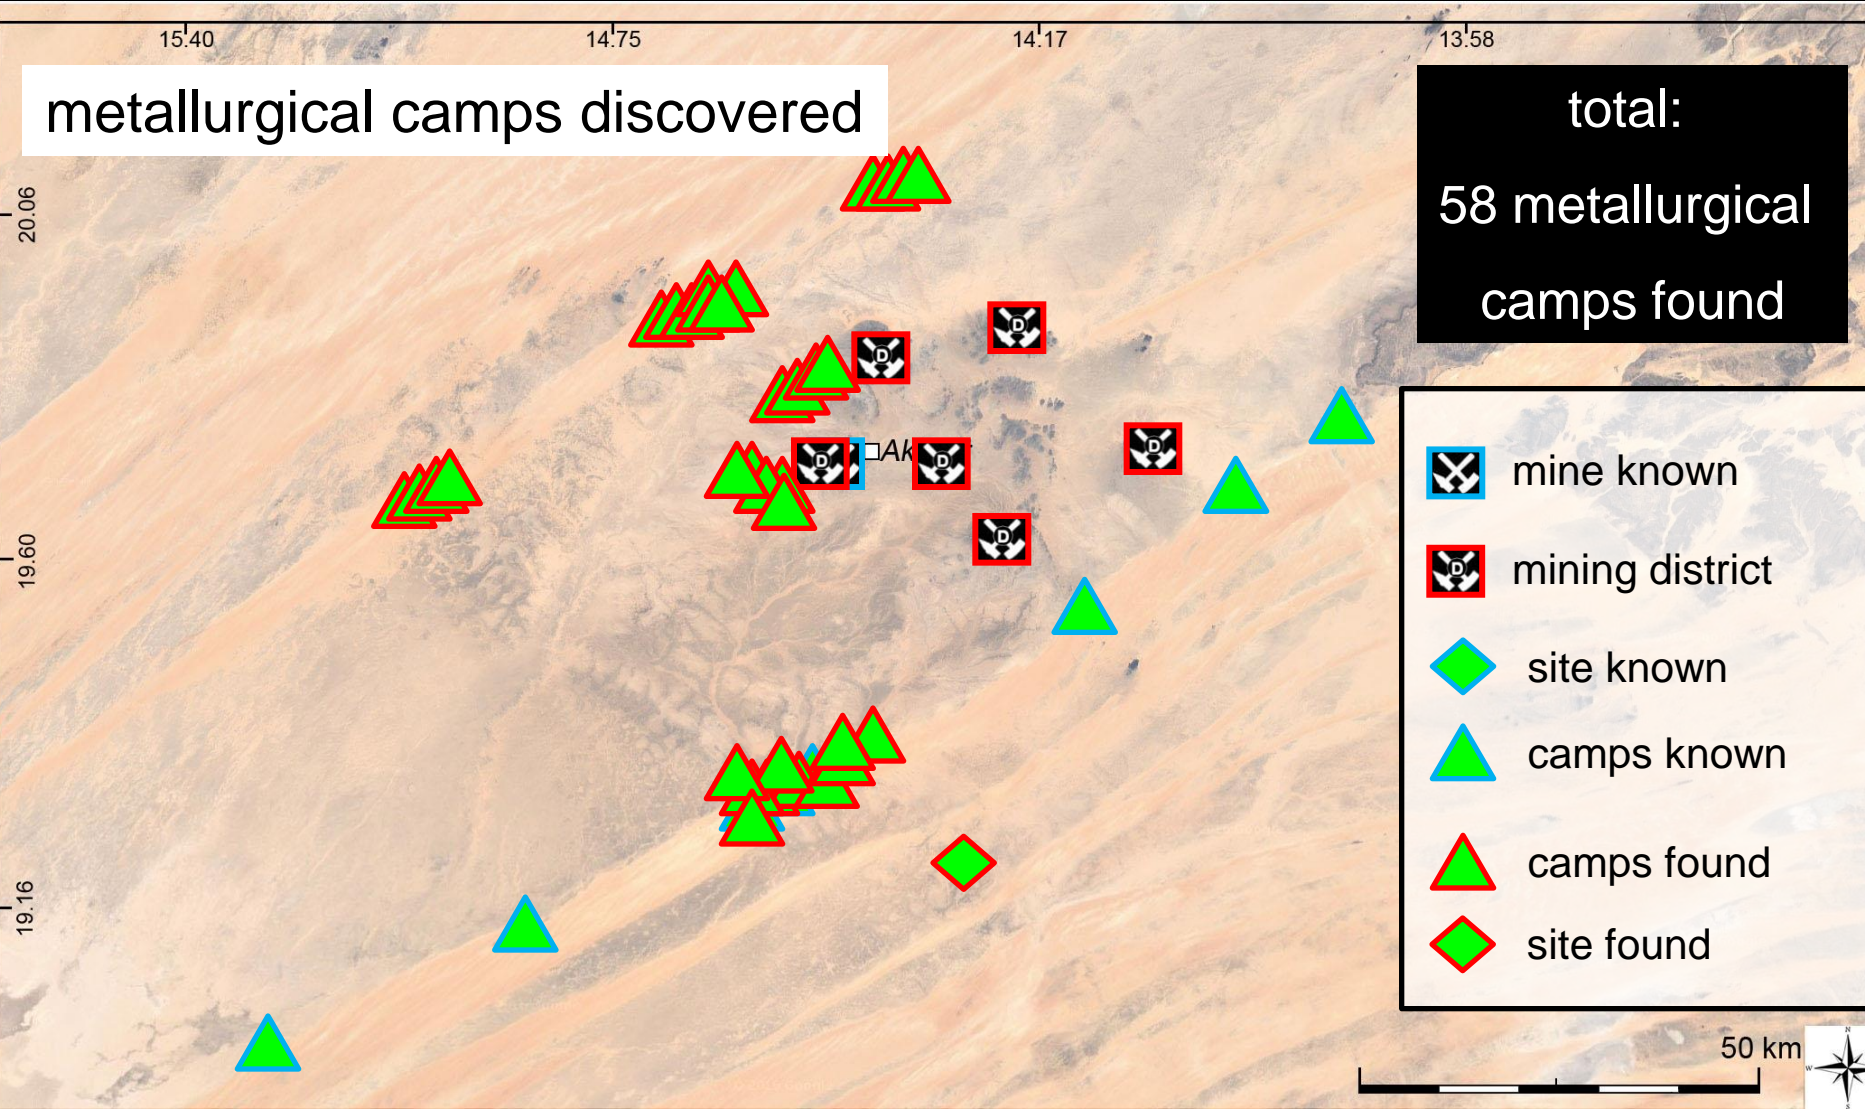 15.40
14.75
14.17
13.58
metallurgical camps discovered
total:
58 metallurgical
camps found
20.06
19.60
19.16
D
D
D
D
D
D
mine known
D
mining district
site known
camps known
camps found
site found
50 km
N
W
S